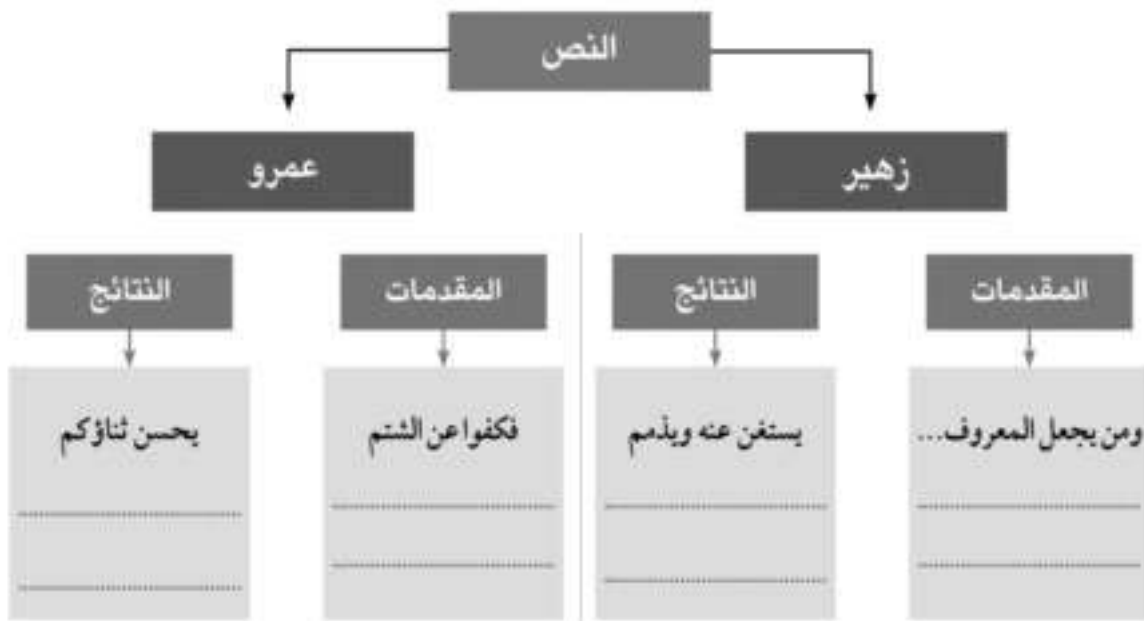 النص
زهير
عمرو
المقدمات
النتائج
المقدمات
النتائج
ومن يجعل المعروف...
يستغن عنه ويذمم
فكفوا عن الشتم
يحسن ثناؤكم